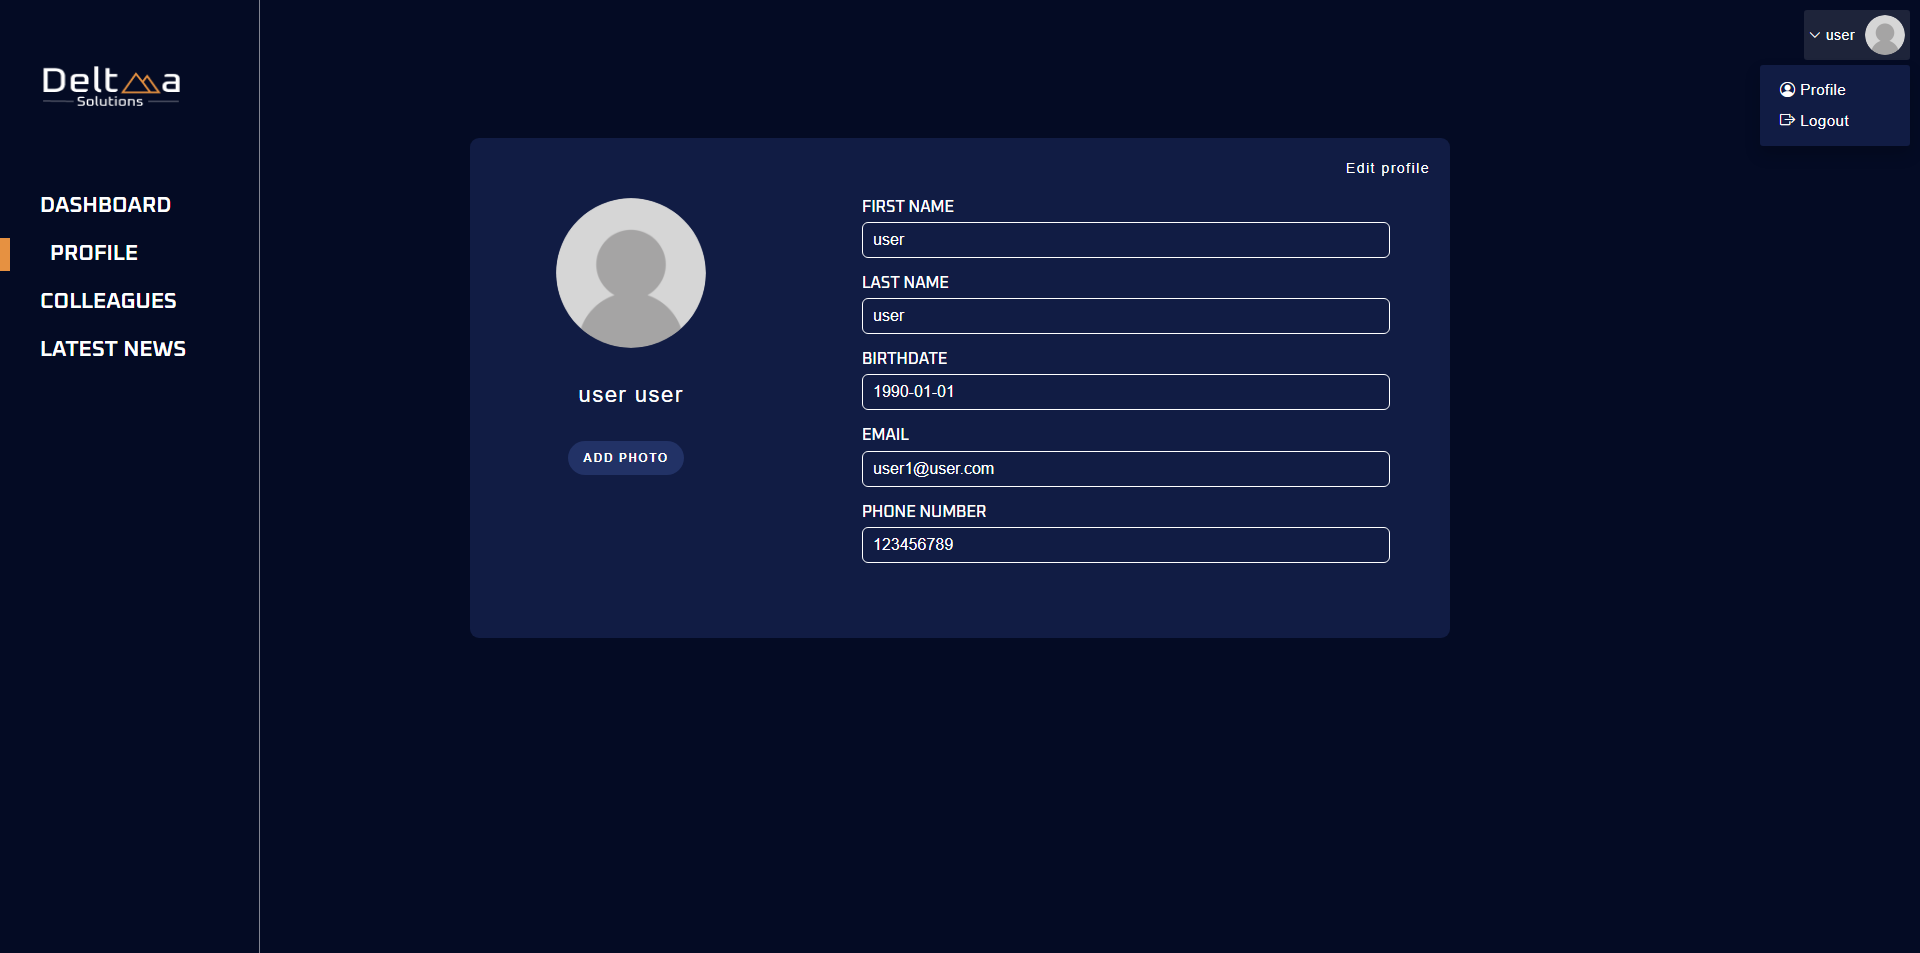 Delta
Solutions
DASHBOARD
PROFILE
COLLEAGUES
LATEST NEWS
user
Profile
Logout
Edit profile
user user
ADD PHOTO
FIRST NAME
user
LAST NAME
user
BIRTHDATE
1990-01-01
EMAIL
user1@user.com
PHONE NUMBER
123456789